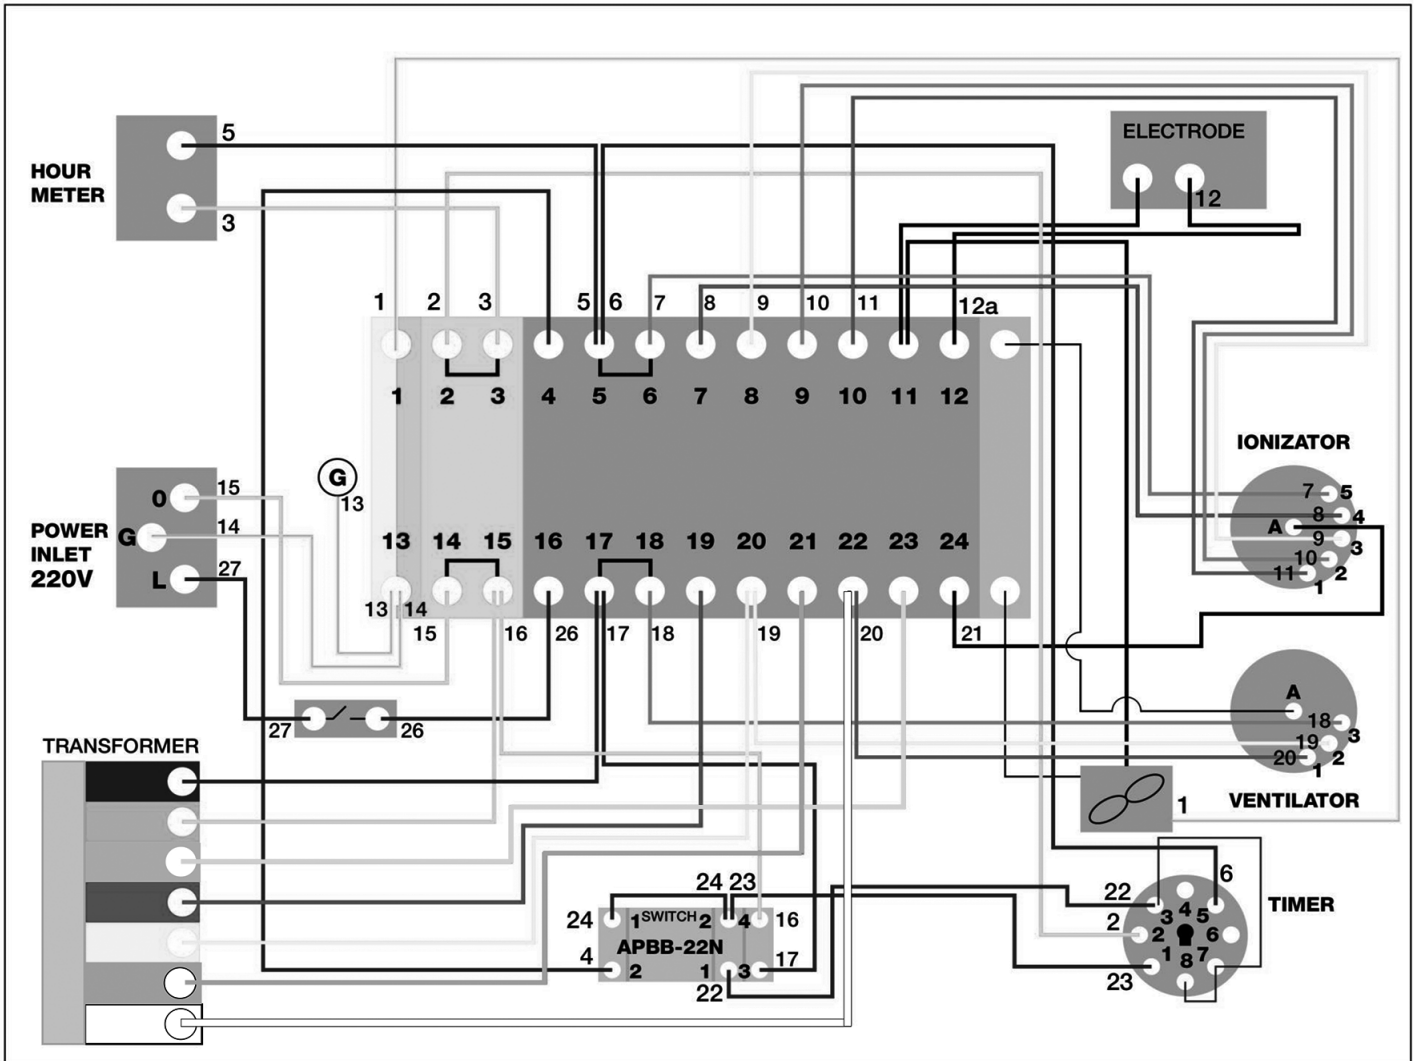 ELECTRODE
12
HOUR
METER
5
3
1 2 3 5 6 7 8 9 10 11 12a
1 2 3 4 5 6 7 8 9 10 11 12
IONIZATOR
A
7 5
8 4
9 3
10 2
11 1
POWER
INLET
220V
0 15
G 14
L 27
G
13
13 14 15 16 17 18 19 20 21 22 23 24
13 14 15 16 26 17 18 19 20 21
27 26
A
18 3
19 2
20 1
VENTILATOR
1
TRANSFORMER
24 23
24 1 SWITCH 2 4 16
APBB-22N
4 2 1 3 17
22
TIMER
6
22
2
23
3 4 5
2 6
1 8 7